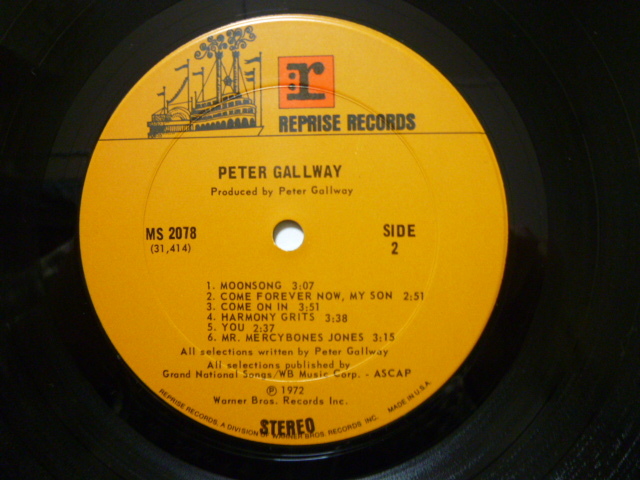 r
REPRISE RECORDS
PETER GALLWAY
Produced by Peter Gallway
MS 2078
(31,414)
SIDE
2
1. MOONSONG 3:07
2. COME FOREVER NOW, MY SON 2:51
3. COME ON IN 3:51
4. HARMONY GRITS 3:38
5. YOU 2:37
6. MR. MERCYBONES JONES 3:15
All selections written by Peter Gallway
All selections published by
Grand National Songs/WB Music Corp. - ASCAP
℗ 1972
Warner Bros. Records Inc.
STEREO
REPRISE RECORDS, A DIVISION OF WARNER BROS. RECORDS INC. MADE IN U.S.A.